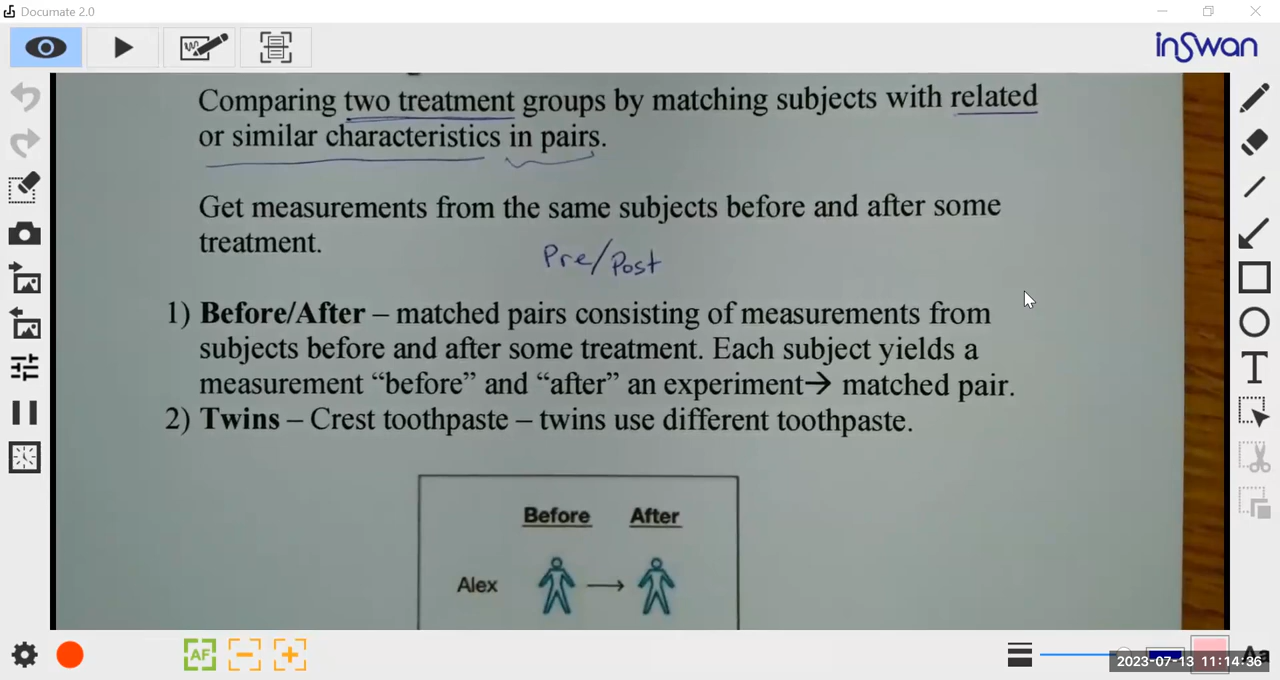 Documate 2.0
inSwan
Comparing two treatment groups by matching subjects with related
or similar characteristics in pairs.
Get measurements from the same subjects before and after some
treatment.
Pre/Post
1) Before/After – matched pairs consisting of measurements from
subjects before and after some treatment. Each subject yields a
measurement “before” and “after” an experiment→ matched pair.
2) Twins – Crest toothpaste – twins use different toothpaste.
Before After
Alex
T
AF
Aa
2023-07-13 11:14:36